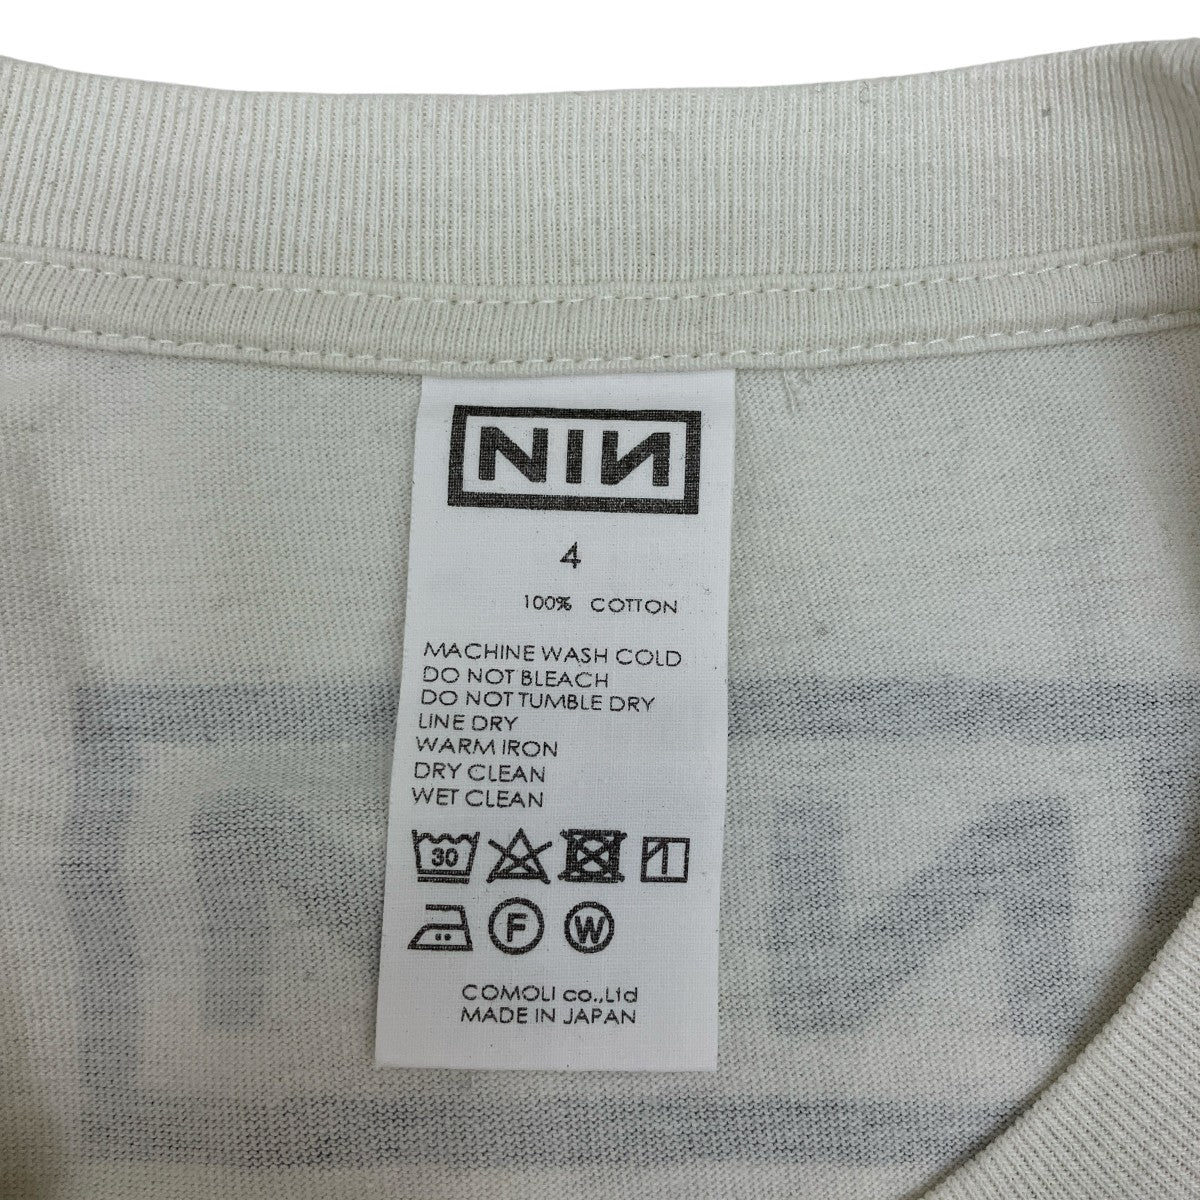 NIИ
4
100% COTTON
MACHINE WASH COLD
DO NOT BLEACH
DO NOT TUMBLE DRY
LINE DRY
WARM IRON
DRY CLEAN
WET CLEAN
30
F W
COMOLI co.,Ltd
MADE IN JAPAN